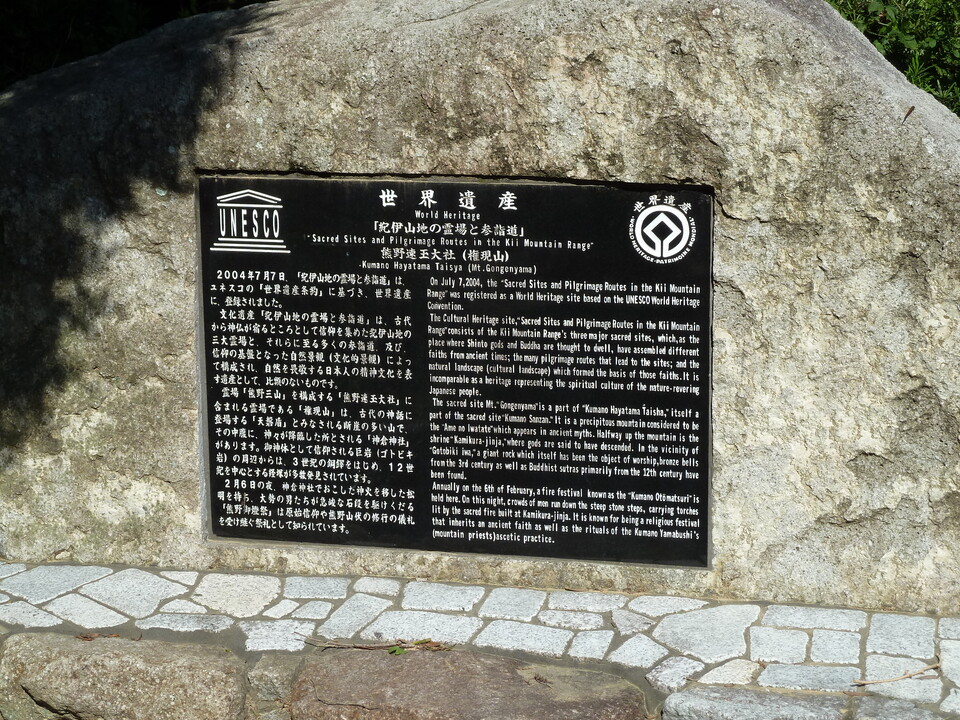 UNESCO
世界遺産
World Heritage
「紀伊山地の霊場と参詣道」
"Sacred Sites and Pilgrimage Routes in the Kii Mountain Range"
熊野速玉大社（権現山）
-Kumano Hayatama Taisya (Mt.Gongenyama)
世界遺産
WORLD HERITAGE・PATRIMOINE MONDIAL
2004年7月7日、「紀伊山地の霊場と参詣道」は、
ユネスコの「世界遺産条約」に基づき、世界遺産
に、登録されました。
文化遺産「紀伊山地の霊場と参詣道」は、古代
から神仏が宿るところとして信仰を集めた紀伊山地の
三大霊場と、それらに至る多くの参詣道、及び、
信仰の基盤となった自然景観（文化的景観）によっ
て構成され、自然を畏敬する日本人の精神文化を表
す遺産として、比類のないものです。
霊場「熊野三山」を構成する「熊野速玉大社」に
含まれる霊場である「権現山」は、古代の神話に
登場する「天磐盾」とみなされる断崖の多い山で、
その中腹に、神々が降臨した所とされる「神倉神社」
があります。御神体として信仰される巨岩（ゴトビキ
岩）の周辺からは、3世紀の銅鐸をはじめ、12世
紀を中心とする経塚が多数発見されています。
2月6日の夜、神倉神社でおこした神火を移した松
明を持ち、大勢の男たちが急峻な石段を駆けくだる
「熊野御燈祭」は原始信仰や熊野山伏の修行の儀礼
を受け継ぐ祭礼として知られています。
On July 7,2004, the "Sacred Sites and Pilgrimage Routes in the Kii Mountain
Range" was registered as a World Heritage site based on the UNESCO World Heritage
Convention.
The Cultural Heritage site,"Sacred Sites and Pilgrimage Routes in the Kii Mountain
Range"consists of the Kii Mountain Range's three major sacred sites, which, as the
place where Shinto gods and Buddha are thought to dwell, have assembled different
faiths from ancient times; the many pilgrimage routes that lead to the sites; and the
natural landscape (cultural landscape) which formed the basis of those faiths. It is
incomparable as a heritage representing the spiritual culture of the nature-revering
Japanese people.
The sacred site Mt."Gongenyama"is a part of "Kumano Hayatama Taisha," itself a
part of the sacred site"Kumano Sanzan." It is a precipitous mountain considered to be
the "Ame no Iwatate"which appears in ancient myths. Halfway up the mountain is the
shrine "Kamikura-jinja,"where gods are said to have descended. In the vicinity of
"Gotobiki iwa," a giant rock which itself has been the object of worship, bronze bells
from the 3rd century as well as Buddhist sutras primarily from the 12th century have
been found.
Annually on the 6th of February, a fire festival known as the "Kumano Otōmatsuri" is
held here. On this night, crowds of men run down the steep stone steps, carrying torches
lit by the sacred fire built at Kamikura-jinja. It is known for being a religious festival
that inherits an ancient faith as well as the rituals of the Kumano Yamabushi's
(mountain priests)ascetic practice.